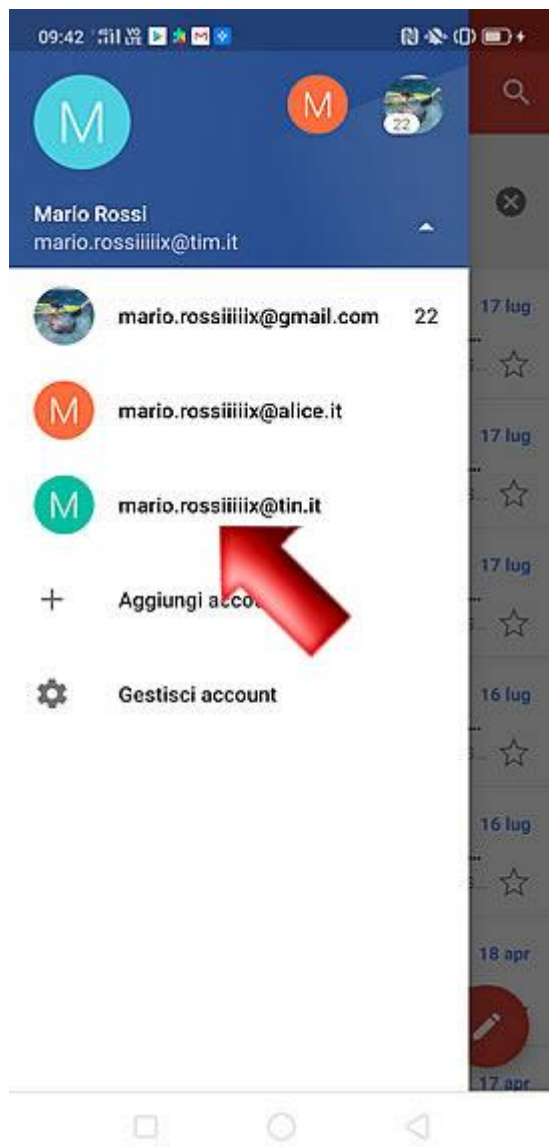 09:42
M M
22
Mario Rossi
mario.rossiiiiix@tim.it
mario.rossiiiiix@gmail.com 22
M mario.rossiiiiix@alice.it
M mario.rossiiiiix@tin.it
+ Aggiungi acco
Gestisci account
17 lug
17 lug
17 lug
16 lug
16 lug
18 apr
17 apr